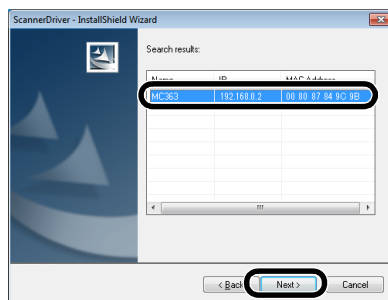 ScannerDriver - InstallShield Wizard
Search results:
Name IP MAC Address
MC363 192.168.0.2 00 80 87 84 9C 9B
< Back Next > Cancel